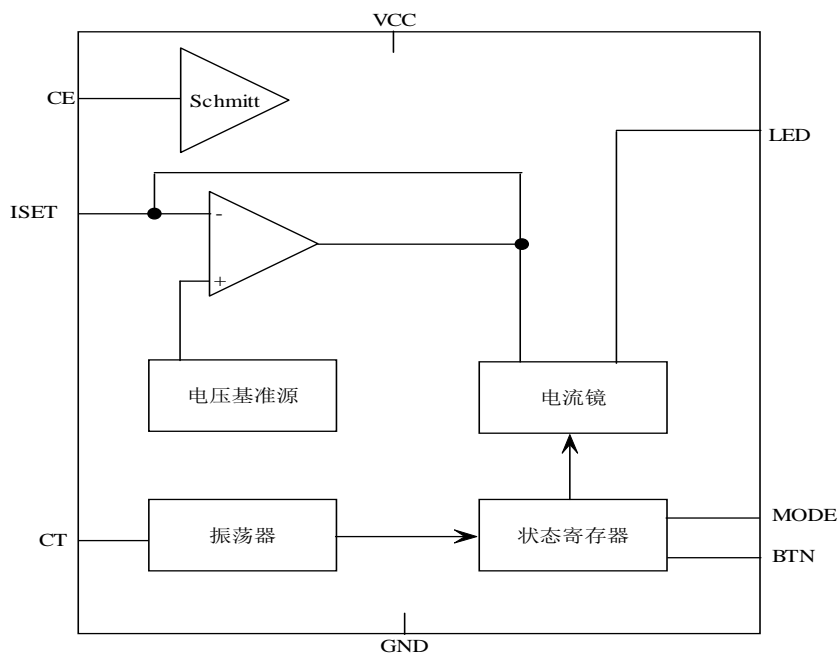 VCC
CE
Schmitt
LED
ISET
-
+
电压基准源
电流镜
CT
振荡器
状态寄存器
MODE
BTN
GND